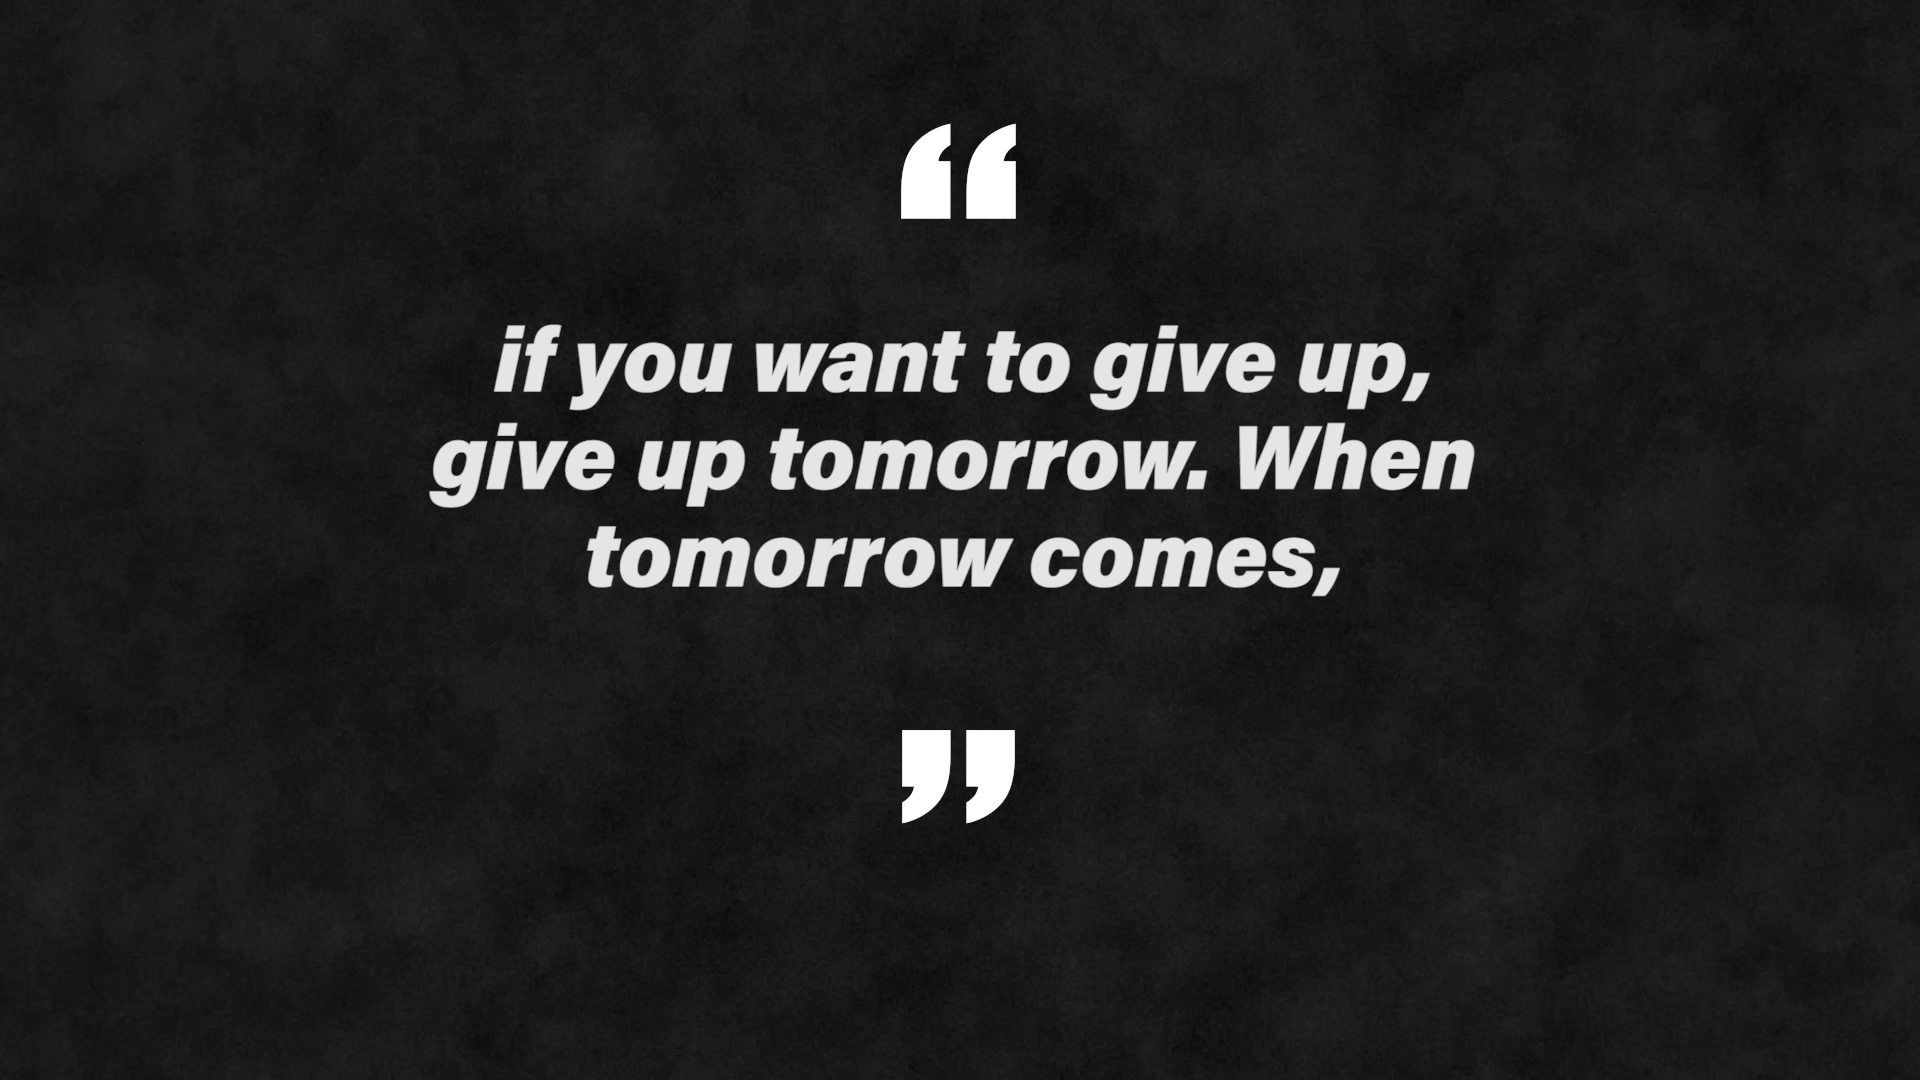 “
if you want to give up,
give up tomorrow. When
tomorrow comes,
”